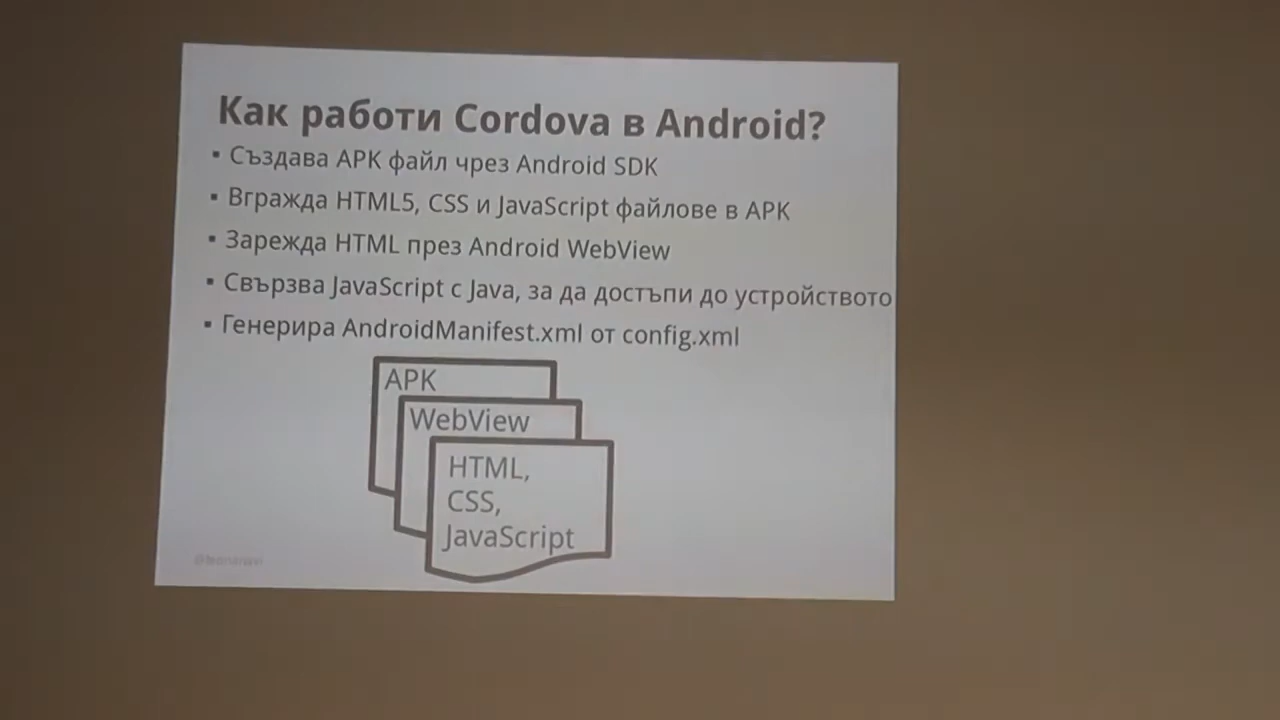 Как работи Cordova в Android?
▪ Създава APK файл чрез Android SDK
▪ Вгражда HTML5, CSS и JavaScript файлове в APK
▪ Зарежда HTML през Android WebView
▪ Свързва JavaScript с Java, за да достъпи до устройството
▪ Генерира AndroidManifest.xml от config.xml
APK
WebView
HTML,
CSS,
JavaScript